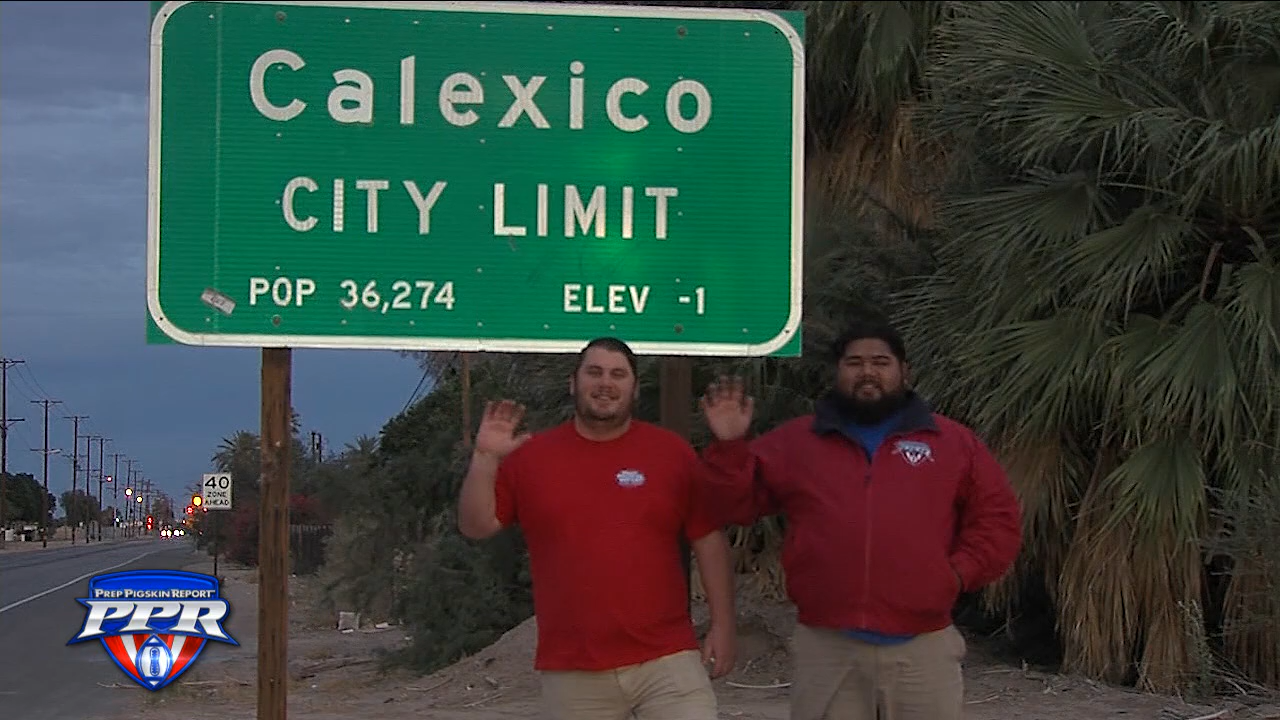 Calexico
CITY LIMIT
POP 36,274 ELEV -1
40
ZONE
AHEAD
PREP PIGSKIN REPORT
PPR